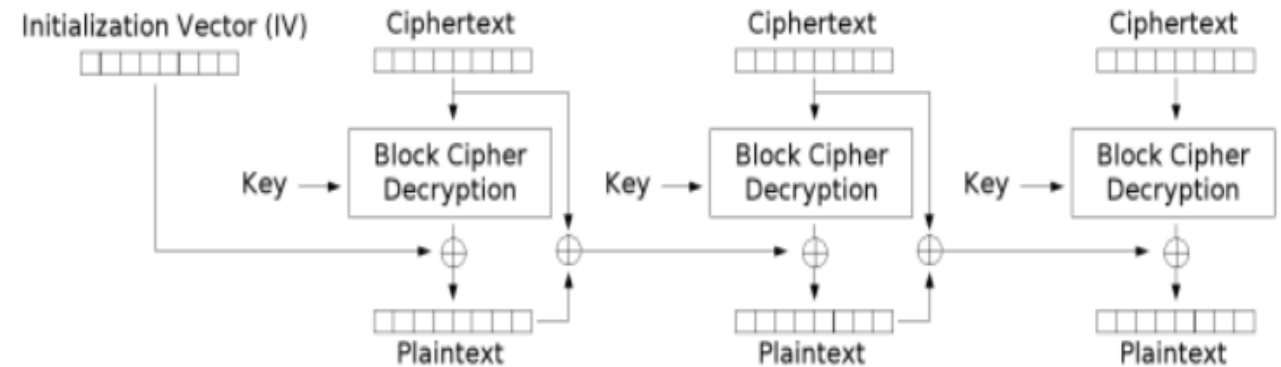 Initialization Vector (IV)
Ciphertext
Ciphertext
Ciphertext
Key
Block Cipher
Decryption
Key
Block Cipher
Decryption
Key
Block Cipher
Decryption
Plaintext
Plaintext
Plaintext